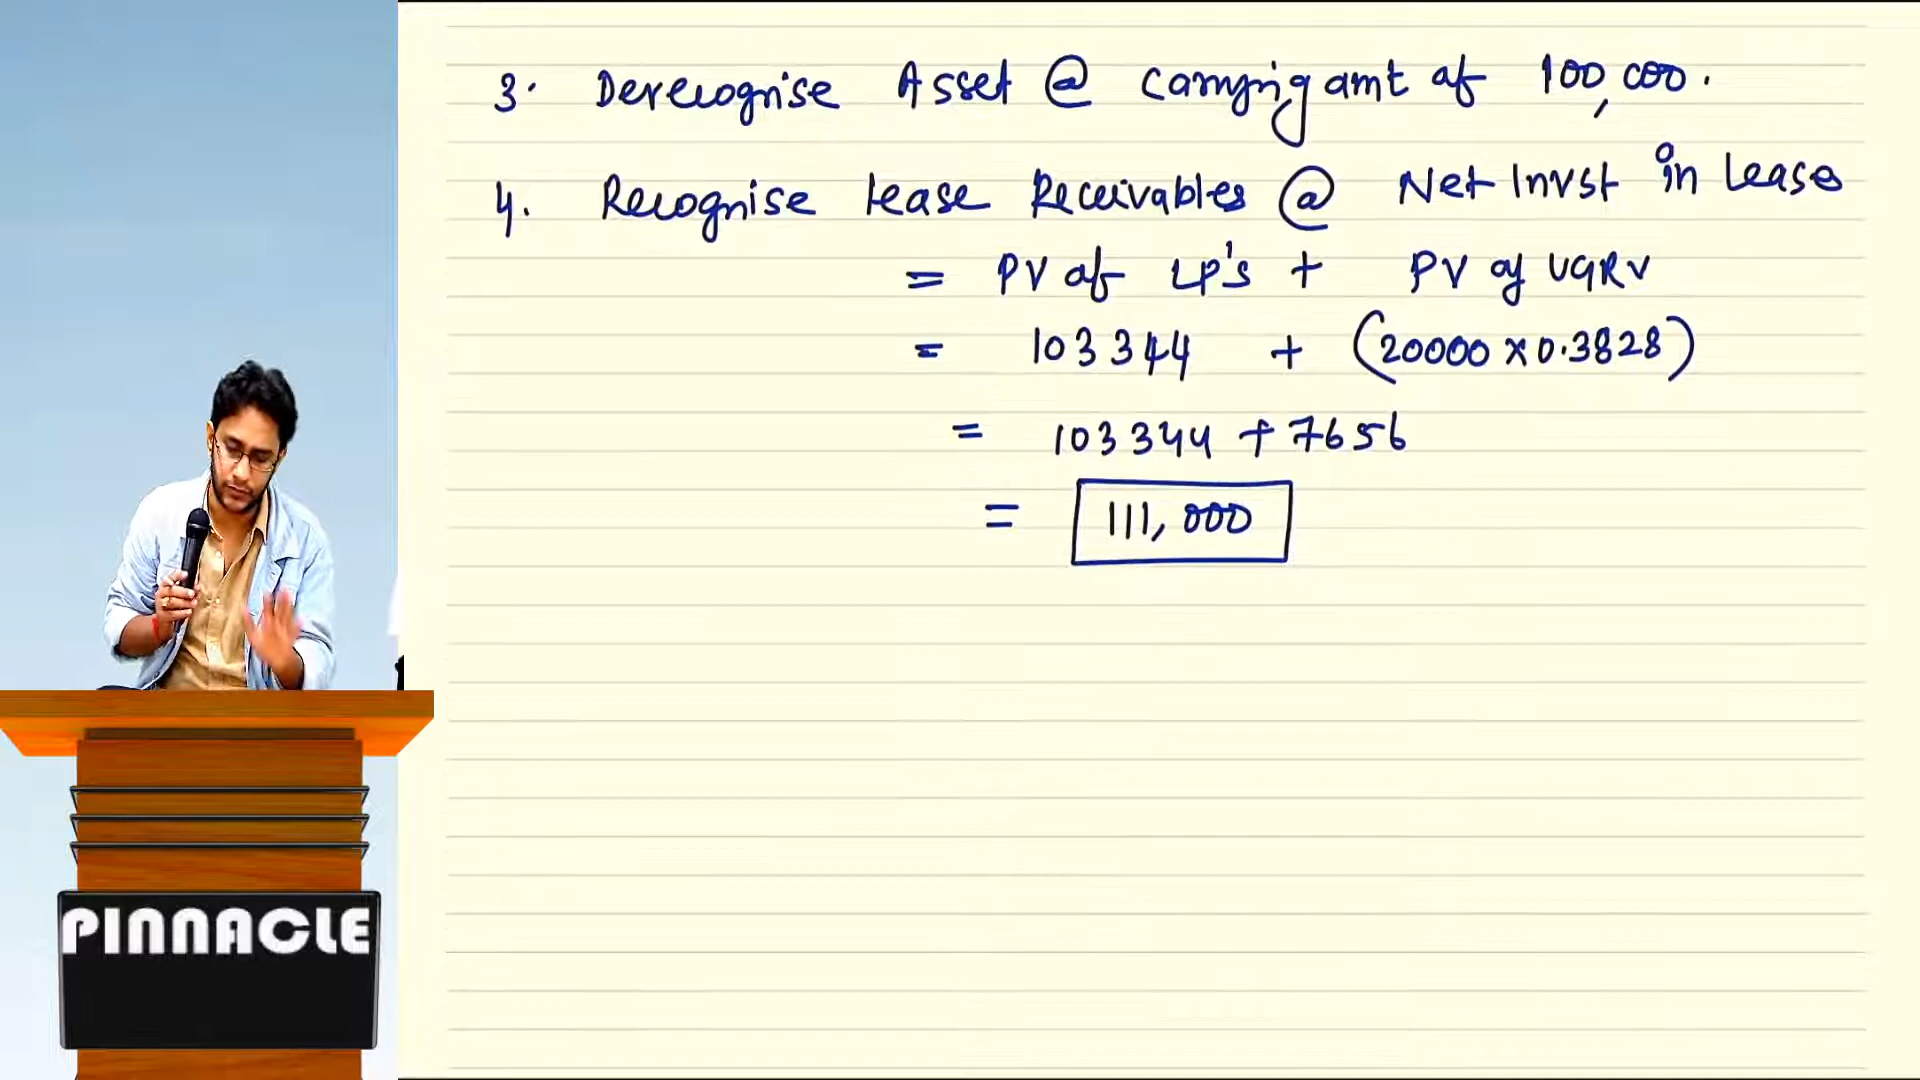 3. Derecognise Asset @ carrying amt of 100,000.
4. Recognise Lease Receivables @ Net Invst in Lease
= PV of LP's + PV of UGRV
= 103344 + (20000 x 0.3828)
= 103344 + 7656
= 111,000
PINNACLE